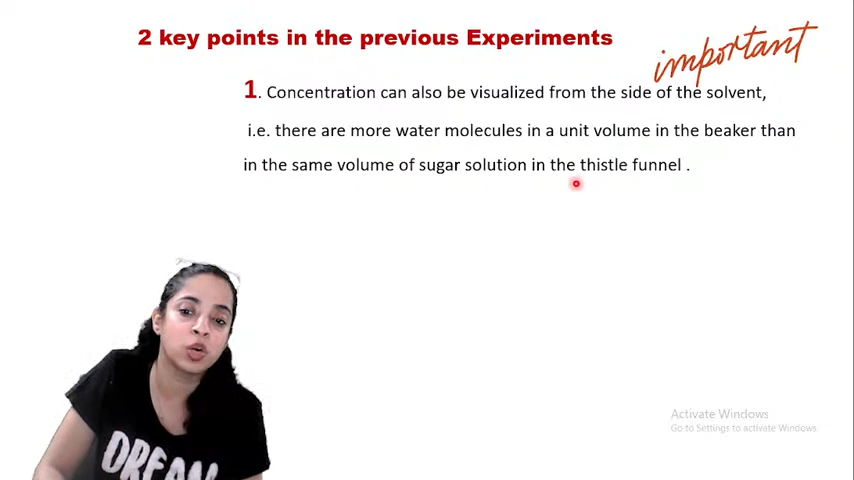 2 key points in the previous Experiments
important
1. Concentration can also be visualized from the side of the solvent,
i.e. there are more water molecules in a unit volume in the beaker than
in the same volume of sugar solution in the thistle funnel .
DREAM
Activate Windows
Go to Settings to activate Windows.